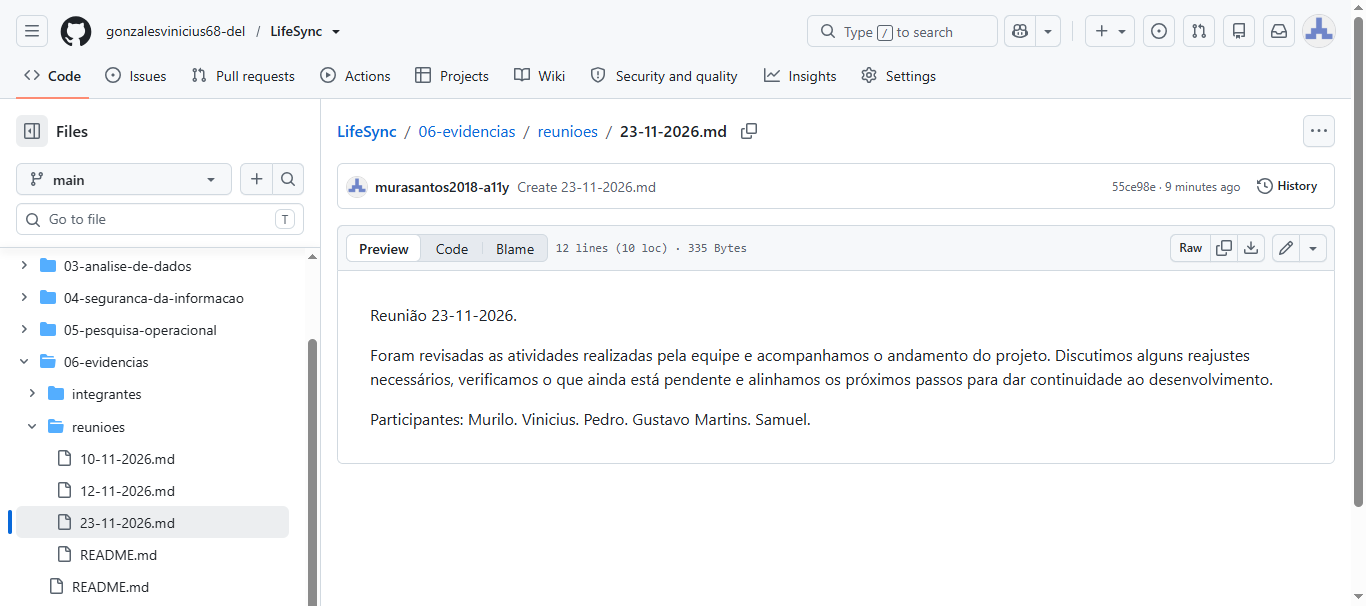 gonzalesvinicius68-del / LifeSync
Type / to search
Code
Issues
Pull requests
Actions
Projects
Wiki
Security and quality
Insights
Settings
Files
main
Go to file
T
03-analise-de-dados
04-seguranca-da-informacao
05-pesquisa-operacional
06-evidencias
integrantes
reunioes
10-11-2026.md
12-11-2026.md
23-11-2026.md
README.md
README.md
LifeSync / 06-evidencias / reunioes / 23-11-2026.md
murasantos2018-a11y Create 23-11-2026.md
55ce98e · 9 minutes ago
History
Preview
Code
Blame
12 lines (10 loc) · 335 Bytes
Raw
Reunião 23-11-2026.
Foram revisadas as atividades realizadas pela equipe e acompanhamos o andamento do projeto. Discutimos alguns reajustes
necessários, verificamos o que ainda está pendente e alinhamos os próximos passos para dar continuidade ao desenvolvimento.
Participantes: Murilo. Vinicius. Pedro. Gustavo Martins. Samuel.